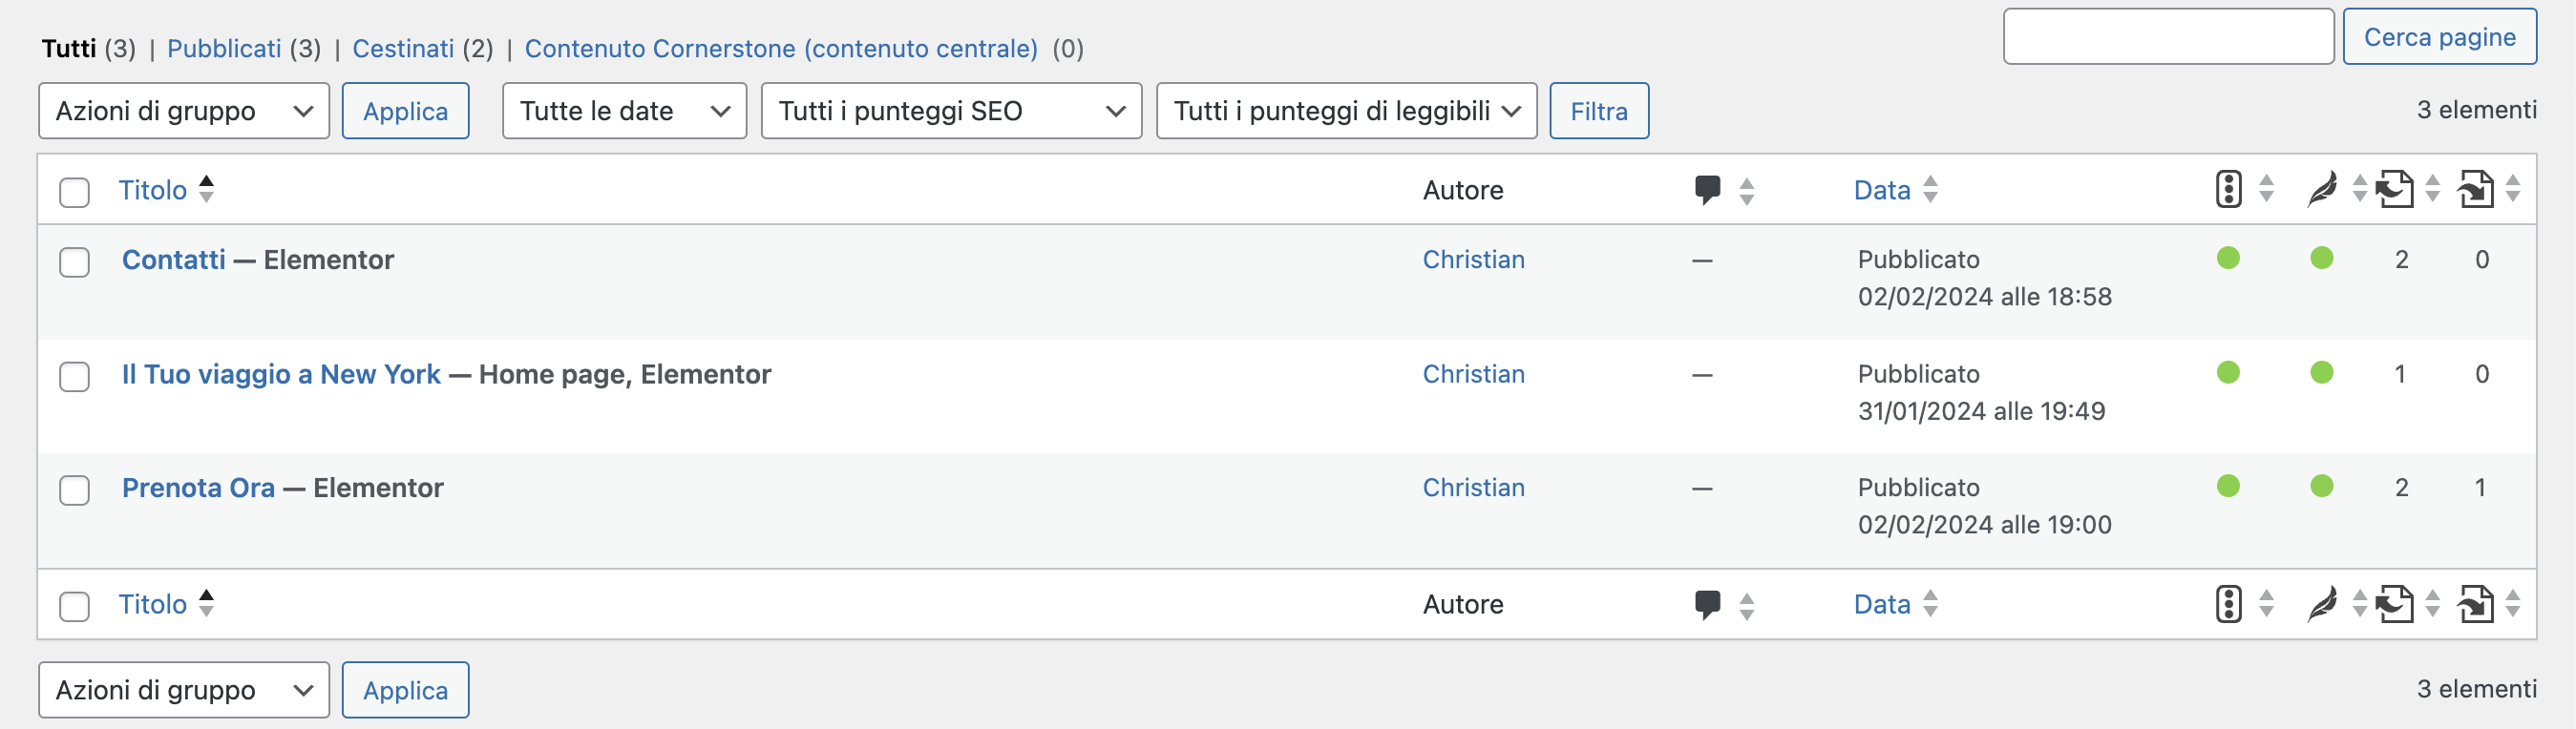 Tutti (3) | Pubblicati (3) | Cestinati (2) | Contenuto Cornerstone (contenuto centrale) (0)
Cerca pagine
Azioni di gruppo Applica Tutte le date Tutti i punteggi SEO Tutti i punteggi di leggibili Filtra 3 elementi
Titolo Autore Data
Contatti — Elementor Christian — Pubblicato 2 0
02/02/2024 alle 18:58
Il Tuo viaggio a New York — Home page, Elementor Christian — Pubblicato 1 0
31/01/2024 alle 19:49
Prenota Ora — Elementor Christian — Pubblicato 2 1
02/02/2024 alle 19:00
Titolo Autore Data
Azioni di gruppo Applica 3 elementi